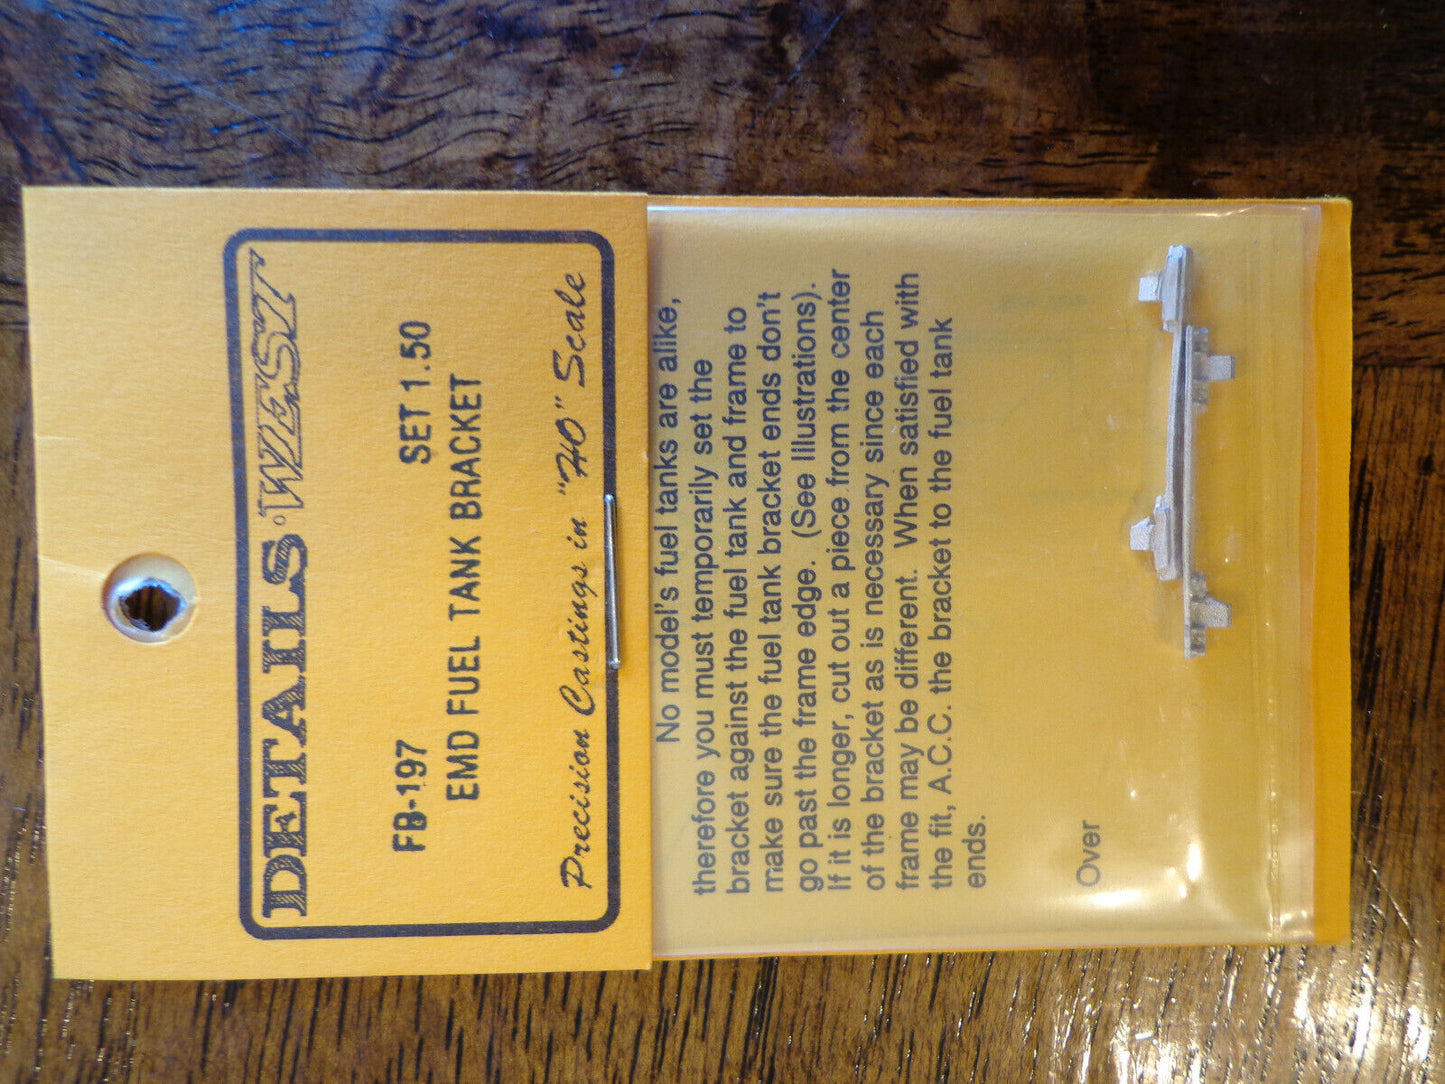 DETAILS WEST
FB-197 SET 1.50
EMD FUEL TANK BRACKET
Precision Castings in "HO" Scale
No model's fuel tanks are alike,
therefore you must temporarily set the
bracket against the fuel tank and frame to
make sure the fuel tank bracket ends don't
go past the frame edge. (See Illustrations).
If it is longer, cut out a piece from the center
of the bracket as is necessary since each
frame may be different. When satisfied with
the fit, A.C.C. the bracket to the fuel tank
ends.
Over